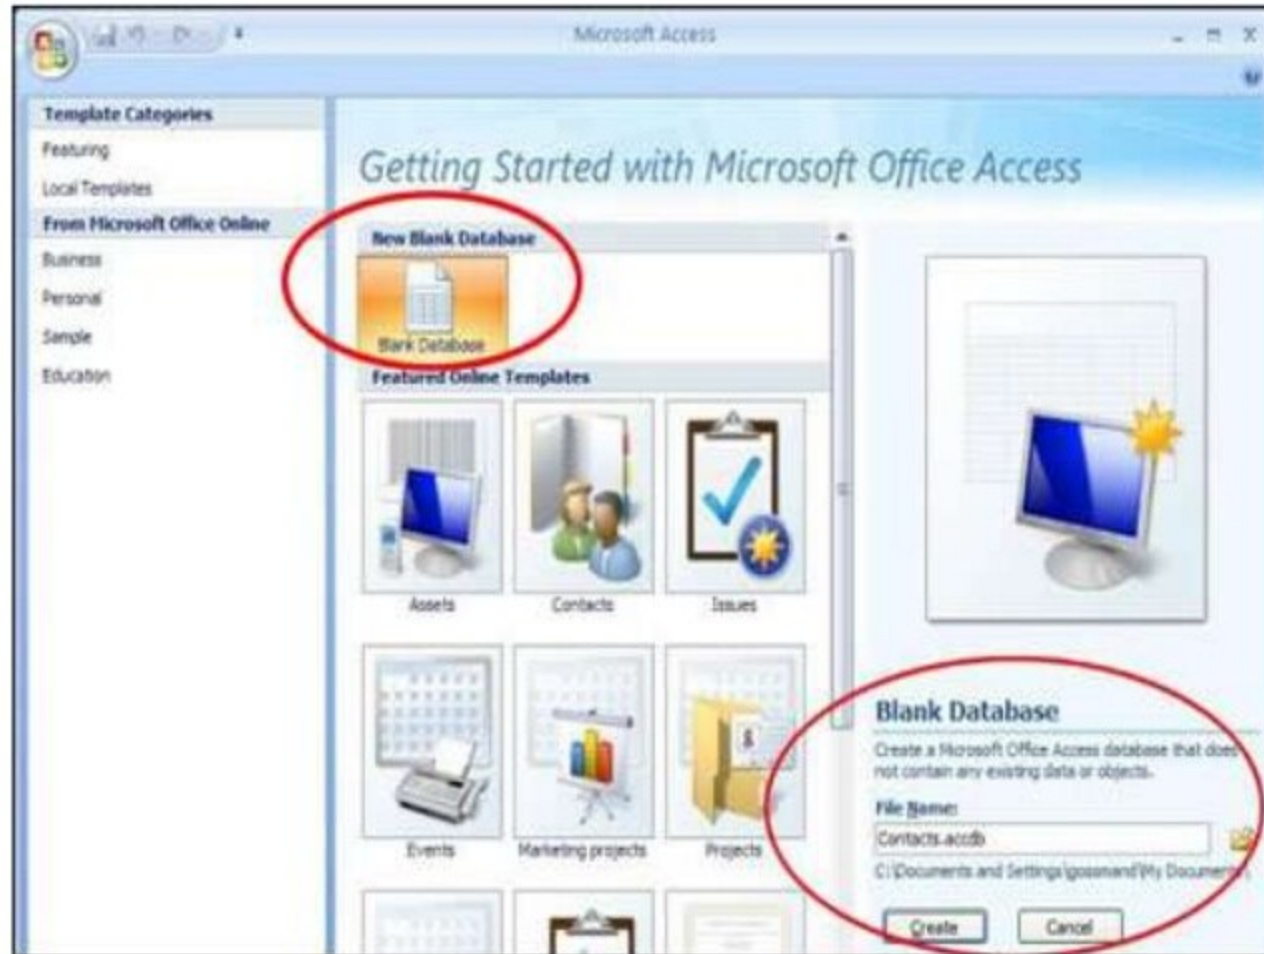 Microsoft Access
Template Categories
Featuring
Local Templates
From Microsoft Office Online
Business
Personal
Sample
Education
Getting Started with Microsoft Office Access
New Blank Database
Blank Database
Featured Online Templates
Assets
Contacts
Issues
Events
Marketing projects
Projects
Blank Database
Create a Microsoft Office Access database that does
not contain any existing data or objects.
File Name:
Contacts.accdb
C:\Documents and Settings\ \My Documents\
Create
Cancel